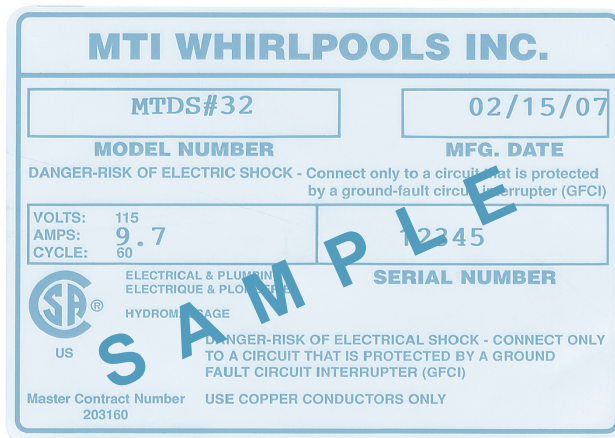 MTI WHIRLPOOLS INC.
MTDS#32
02/15/07
MODEL NUMBER
MFG. DATE
DANGER-RISK OF ELECTRIC SHOCK - Connect only to a circuit that is protected
by a ground-fault circuit interrupter (GFCI)
VOLTS: 115
AMPS: 9.7
CYCLE: 60
12345
SERIAL NUMBER
ELECTRICAL & PLUMBING
ELECTRIQUE & PLOMBERIE
HYDROMASSAGE
SA ®
US
DANGER-RISK OF ELECTRICAL SHOCK - CONNECT ONLY
TO A CIRCUIT THAT IS PROTECTED BY A GROUND
FAULT CIRCUIT INTERRUPTER (GFCI)
Master Contract Number
203160
USE COPPER CONDUCTORS ONLY
SAMPLE